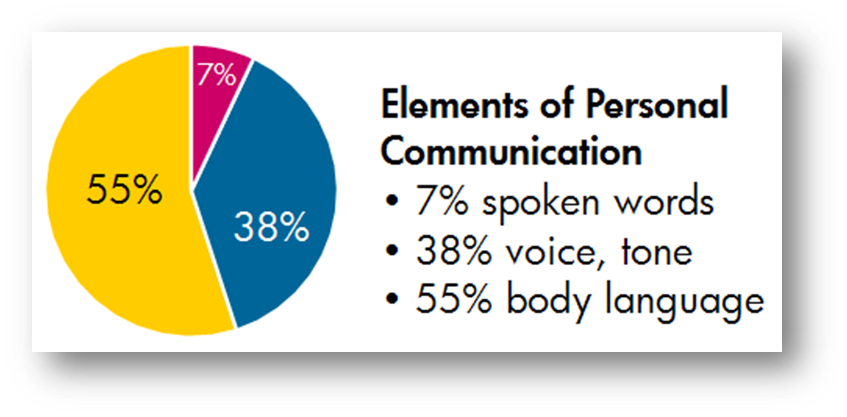 7%
55%
38%
Elements of Personal
Communication
• 7% spoken words
• 38% voice, tone
• 55% body language